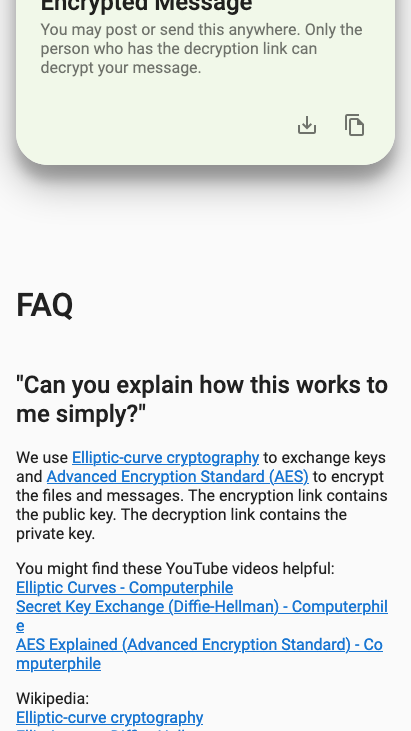 Encrypted Message
You may post or send this anywhere. Only the
person who has the decryption link can
decrypt your message.
FAQ
"Can you explain how this works to
me simply?"
We use Elliptic-curve cryptography to exchange keys
and Advanced Encryption Standard (AES) to encrypt
the files and messages. The encryption link contains
the public key. The decryption link contains the
private key.
You might find these YouTube videos helpful:
Elliptic Curves - Computerphile
Secret Key Exchange (Diffie-Hellman) - Computerphil
e
AES Explained (Advanced Encryption Standard) - Co
mputerphile
Wikipedia:
Elliptic-curve cryptography